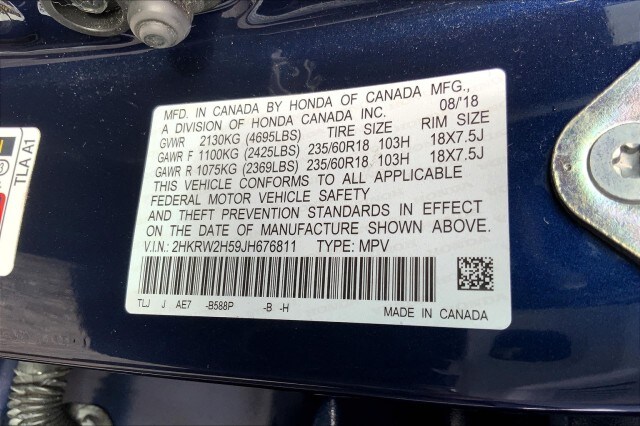 MFD. IN CANADA BY HONDA OF CANADA MFG.,
A DIVISION OF HONDA CANADA INC. 08/'18
GVWR 2130KG (4695LBS) TIRE SIZE RIM SIZE
GAWR F 1100KG (2425LBS) 235/60R18 103H 18X7.5J
GAWR R 1075KG (2369LBS) 235/60R18 103H 18X7.5J
THIS VEHICLE CONFORMS TO ALL APPLICABLE
FEDERAL MOTOR VEHICLE SAFETY
AND THEFT PREVENTION STANDARDS IN EFFECT
ON THE DATE OF MANUFACTURE SHOWN ABOVE.
V.I.N.: 2HKRW2H59JH676811 TYPE: MPV
TLJ J AE7 -B588P -B -H
MADE IN CANADA
TLA A1